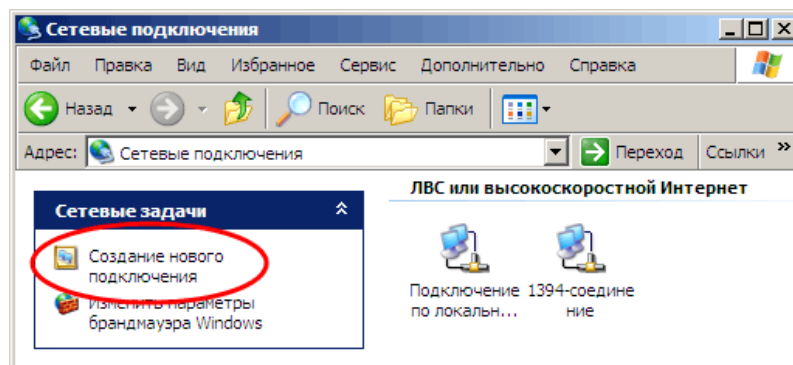 Сетевые подключения
Файл Правка Вид Избранное Сервис Дополнительно Справка
Назад Поиск Папки
Адрес: Сетевые подключения Переход Ссылки »
ЛВС или высокоскоростной Интернет
Сетевые задачи
Создание нового
подключения
Изменить параметры
брандмауэра Windows
Подключение
по локальн...
1394-соедине
ние